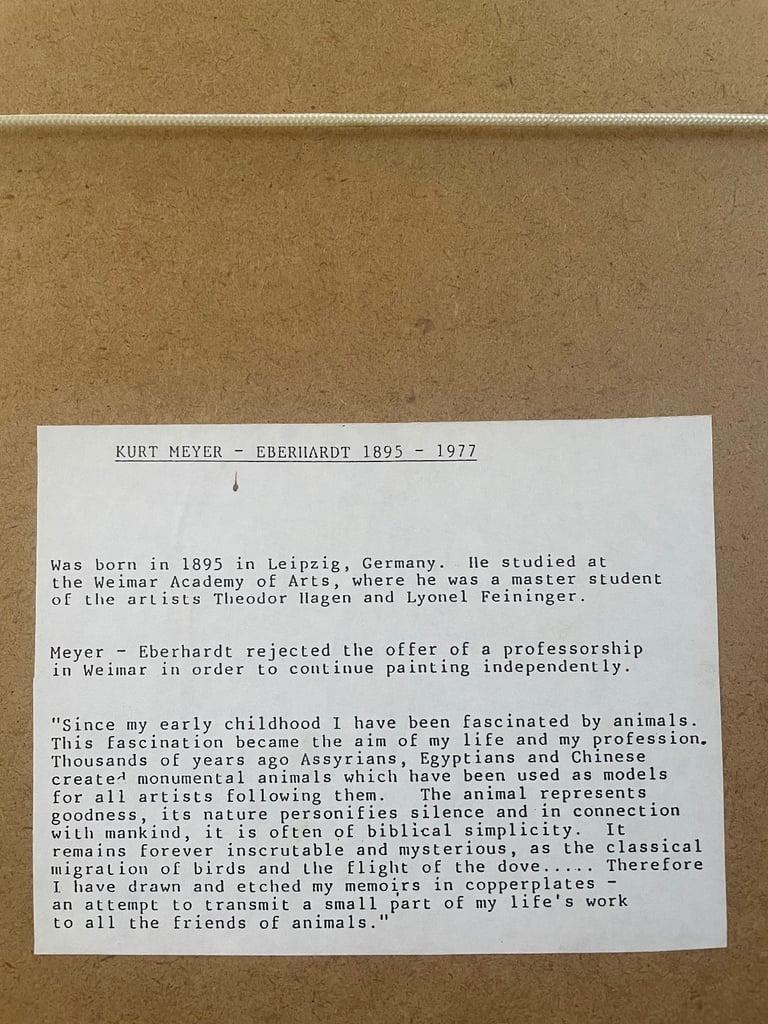 KURT MEYER - EBERHARDT 1895 - 1977
Was born in 1895 in Leipzig, Germany. He studied at
the Weimar Academy of Arts, where he was a master student
of the artists Theodor Hagen and Lyonel Feininger.
Meyer - Eberhardt rejected the offer of a professorship
in Weimar in order to continue painting independently.
"Since my early childhood I have been fascinated by animals.
This fascination became the aim of my life and my profession.
Thousands of years ago Assyrians, Egyptians and Chinese
created monumental animals which have been used as models
for all artists following them. The animal represents
goodness, its nature personifies silence and in connection
with mankind, it is often of biblical simplicity. It
remains forever inscrutable and mysterious, as the classical
migration of birds and the flight of the dove..... Therefore
I have drawn and etched my memoirs in copperplates -
an attempt to transmit a small part of my life's work
to all the friends of animals."